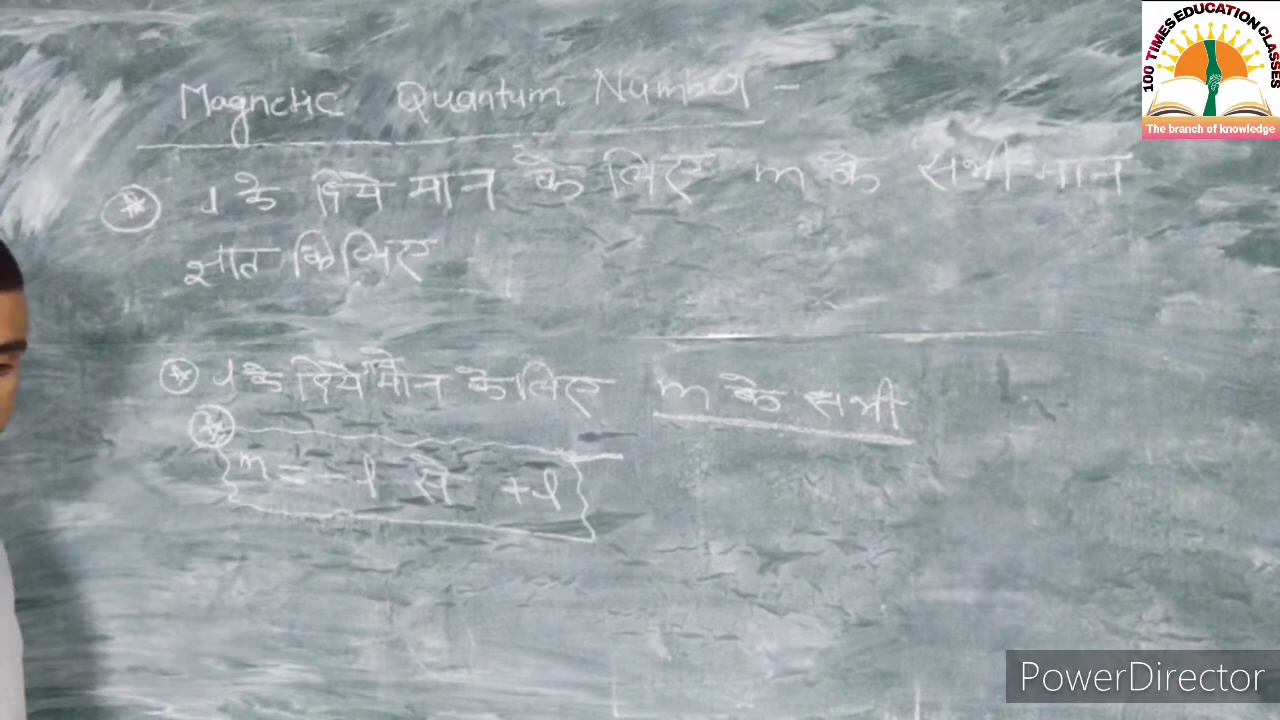 100 TIMES EDUCATION CLASSES
The branch of knowledge
Magnetic Quantum Number -
l के दिये मान के लिए m के सभी मान
ज्ञात किजिए
l के दिये मान के लिए m के सभी
m = -l से +l
PowerDirector